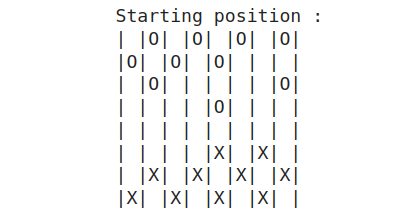 Starting position :
| |O| |O| |O| |O|
|O| |O| |O| | | |
| |O| | | | | |O|
| | | | |O| | | |
| | | | | | | | |
| | | | |X| |X| |
| |X| |X| |X| |X|
|X| |X| |X| |X| |